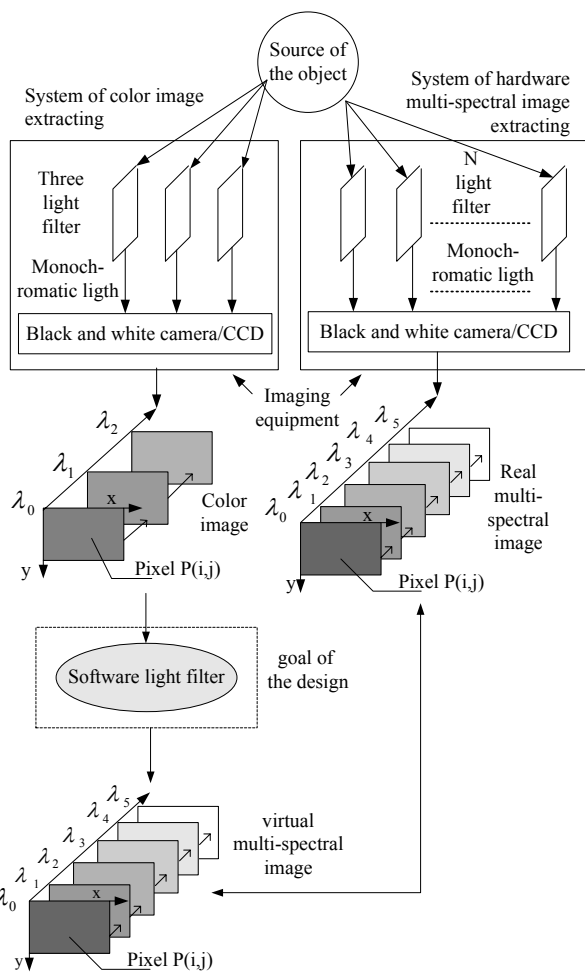 Source of
the object
System of color image
extracting
System of hardware
multi-spectral image
extracting
Three
light
filter
Monoch-
romatic ligth
Black and white camera/CCD
N
light
filter
Monoch-
romatic ligth
Black and white camera/CCD
Imaging
equipment
λ0
λ1
λ2
x
y
Color
image
Pixel P(i,j)
λ0
λ1
λ2
λ3
λ4
λ5
x
y
Real
multi-
spectral
image
Pixel P(i,j)
Software light filter
goal of
the design
λ0
λ1
λ2
λ3
λ4
λ5
x
y
virtual
multi-spectral
image
Pixel P(i,j)